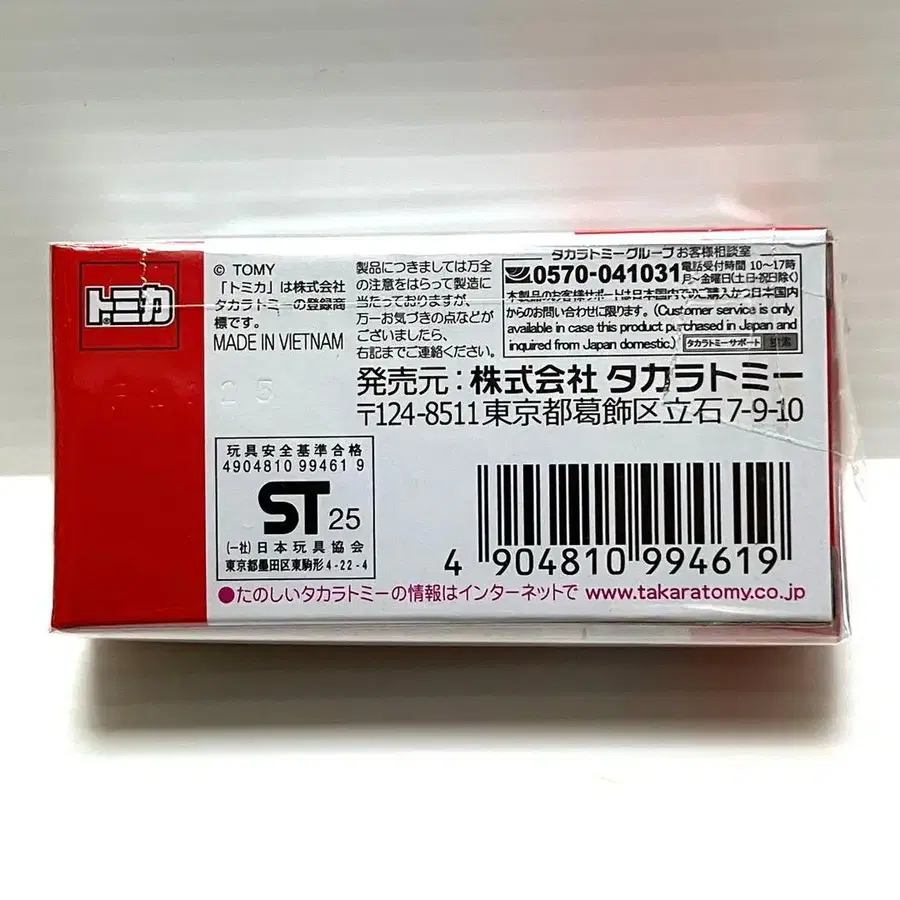 トミカ®
© TOMY
「トミカ」は株式会社
タカラトミーの登録商
標です。
MADE IN VIETNAM
製品につきましては万全
の注意をはらって製造に
当たっておりますが、
万一お気づきの点などが
ございましたら、
右記までご連絡ください。
タカラトミーグループお客様相談室
0570-041031 電話受付時間 10〜17時
月〜金曜日(土・日・祝日除く)
本製品のお客様サポートは日本国内でのご購入かつ日本国内
からのお問い合わせに限ります。(Customer service is only
available in case this product purchased in Japan and
inquired from Japan domestic.) タカラトミーサポート 検索
発売元:株式会社 タカラトミー
〒124-8511東京都葛飾区立石7-9-10
25
玩具安全基準合格
4904810 99461 9
ST 25
(一社)日本玩具協会
東京都墨田区東駒形4-22-4
4 904810 994619
●たのしいタカラトミーの情報はインターネットで www.takaratomy.co.jp